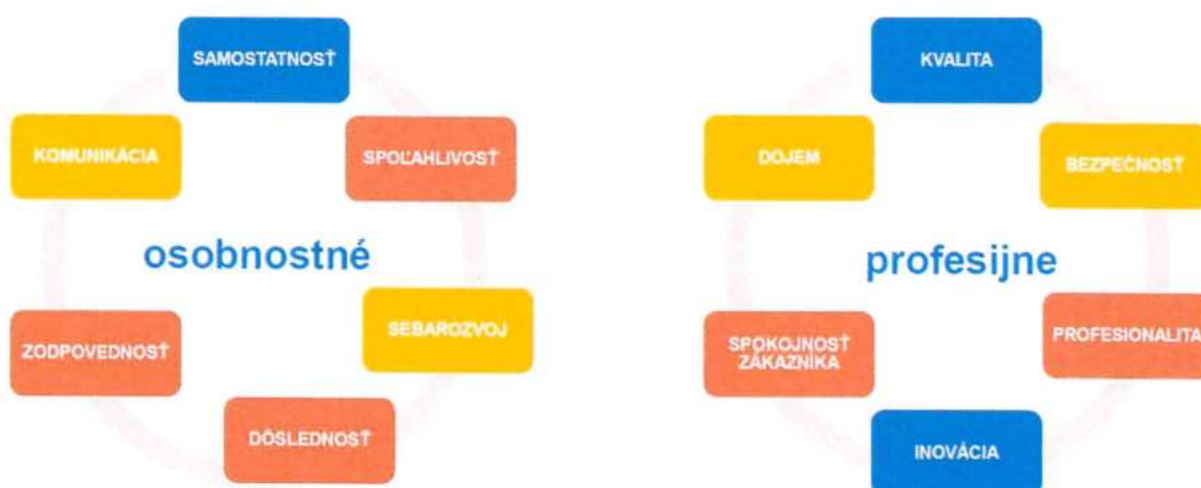 SAMOSTATNOSŤ
KOMUNIKÁCIA
SPOĽAHLIVOSŤ
osobnostné
SEBAROZVOJ
ZODPOVEDNOSŤ
DÔSLEDNOSŤ
KVALITA
DOJEM
BEZPEČNOSŤ
profesijne
PROFESIONALITA
SPOKOJNOSŤ
ZÁKAZNÍKA
INOVÁCIA